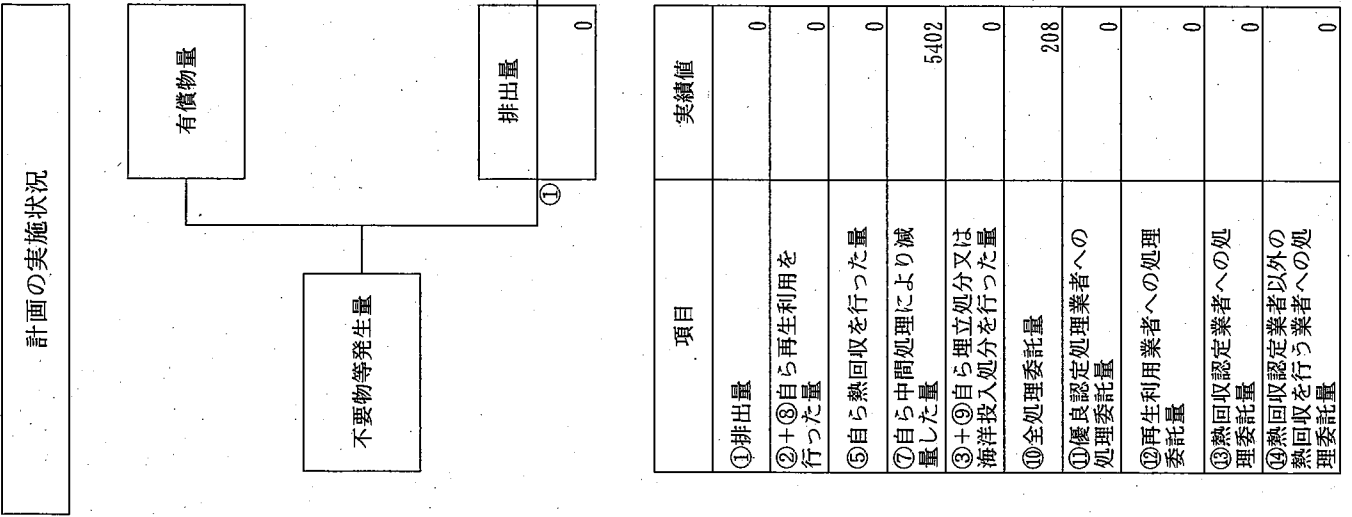 計画の実施状況
有償物量
不要物等発生量
排出量
①
0
項目
実績値
①排出量
0
②+⑧自ら再生利用を
行った量
0
⑤自ら熱回収を行った量
0
⑦自ら中間処理により減
量した量
5402
③+⑨自ら埋立処分又は
海洋投入処分を行った量
0
⑩全処理委託量
208
⑪優良認定処理業者への
処理委託量
0
⑫再生利用業者への処理
委託量
0
⑬熱回収認定業者への処
理委託量
0
⑭熱回収認定業者以外の
熱回収を行う業者への処
理委託量
0